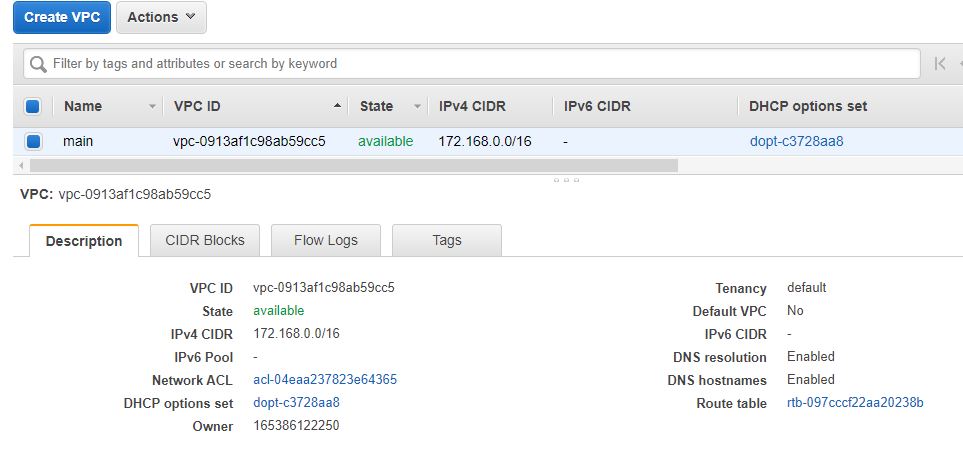 Create VPC Actions
Filter by tags and attributes or search by keyword
Name VPC ID State IPv4 CIDR IPv6 CIDR DHCP options set
main vpc-0913af1c98ab59cc5 available 172.168.0.0/16 - dopt-c3728aa8
VPC: vpc-0913af1c98ab59cc5
Description CIDR Blocks Flow Logs Tags
VPC ID vpc-0913af1c98ab59cc5 Tenancy default
State available Default VPC No
IPv4 CIDR 172.168.0.0/16 IPv6 CIDR -
IPv6 Pool - DNS resolution Enabled
Network ACL acl-04eaa237823e64365 DNS hostnames Enabled
DHCP options set dopt-c3728aa8 Route table rtb-097cccf22aa20238b
Owner 165386122250